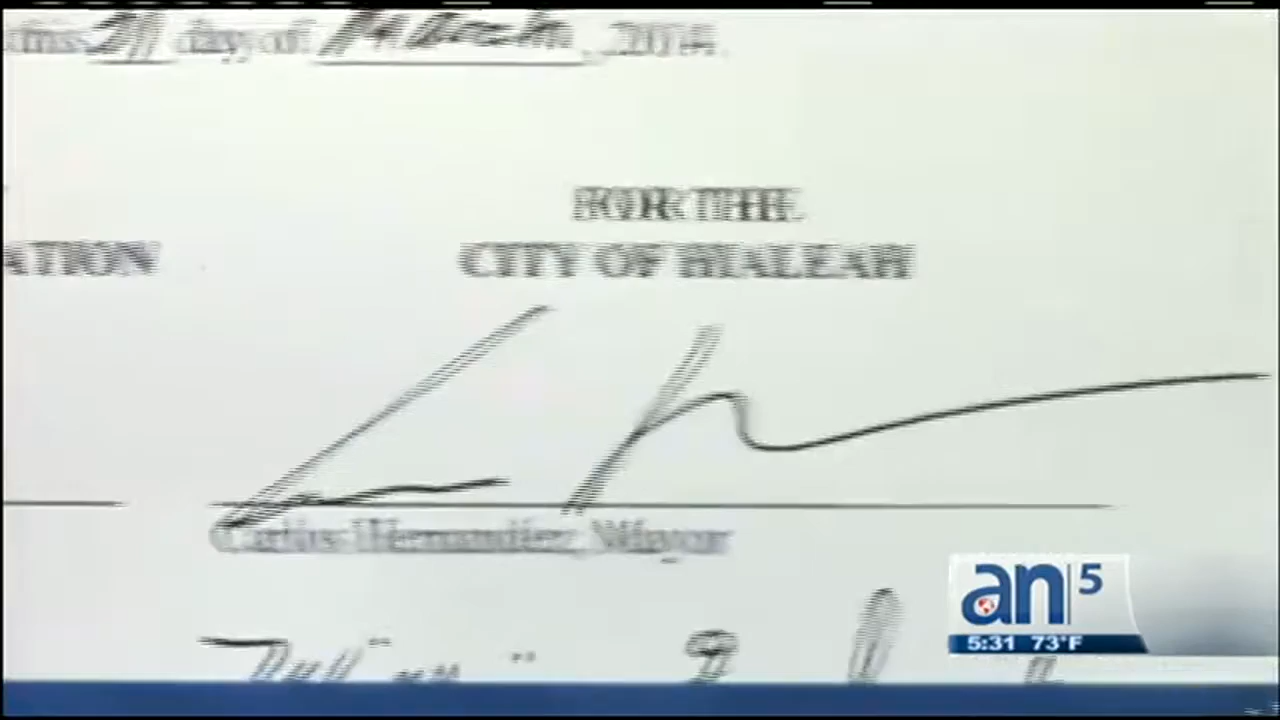 this 21 day of March, 2014.
FOR THE
ATION CITY OF HIALEAH
Carlos Hernandez, Mayor
an 5
5:31 73°F